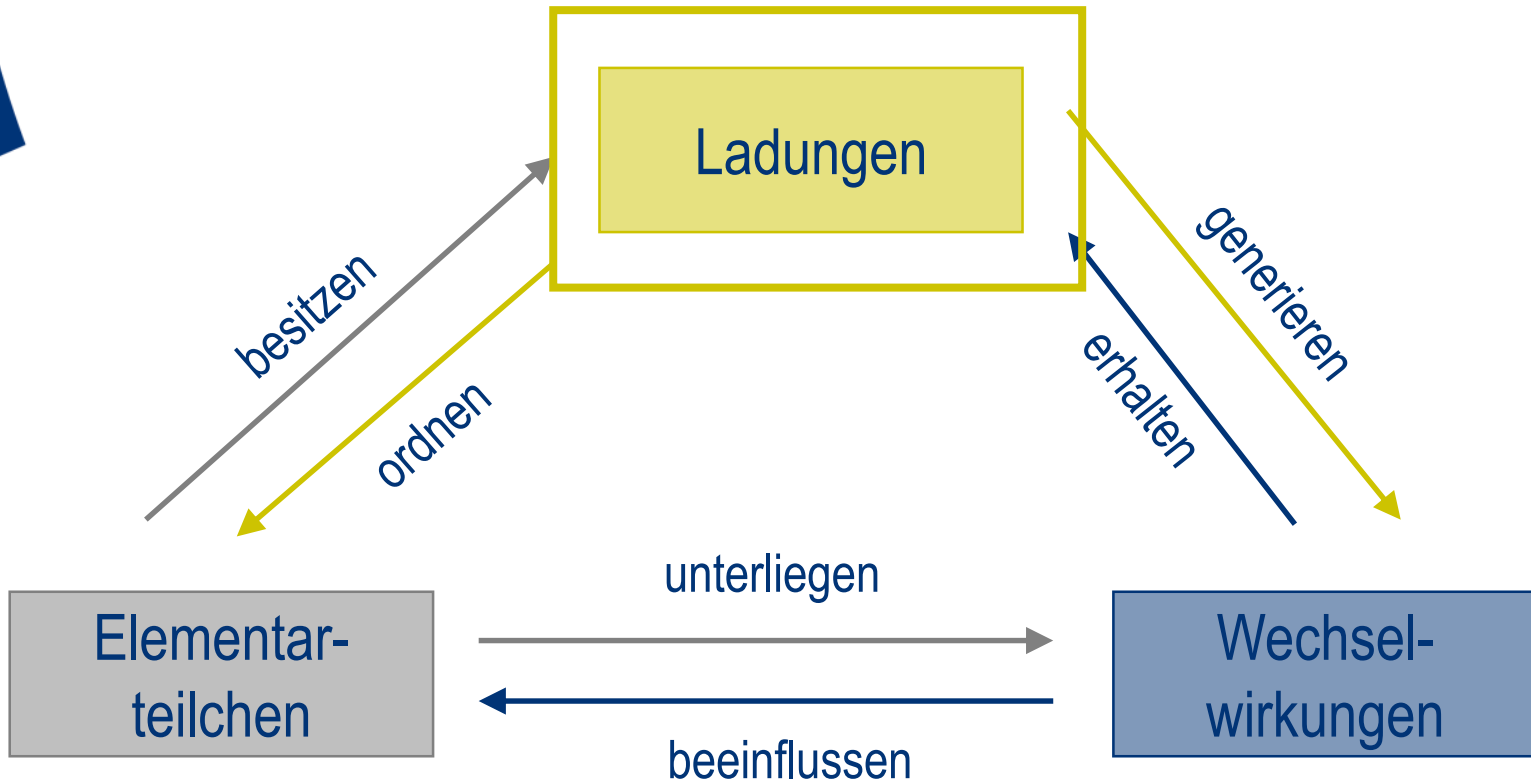 Ladungen
besitzen
ordnen
generieren
erhalten
unterliegen
Elementar-
teilchen
Wechsel-
wirkungen
beeinflussen